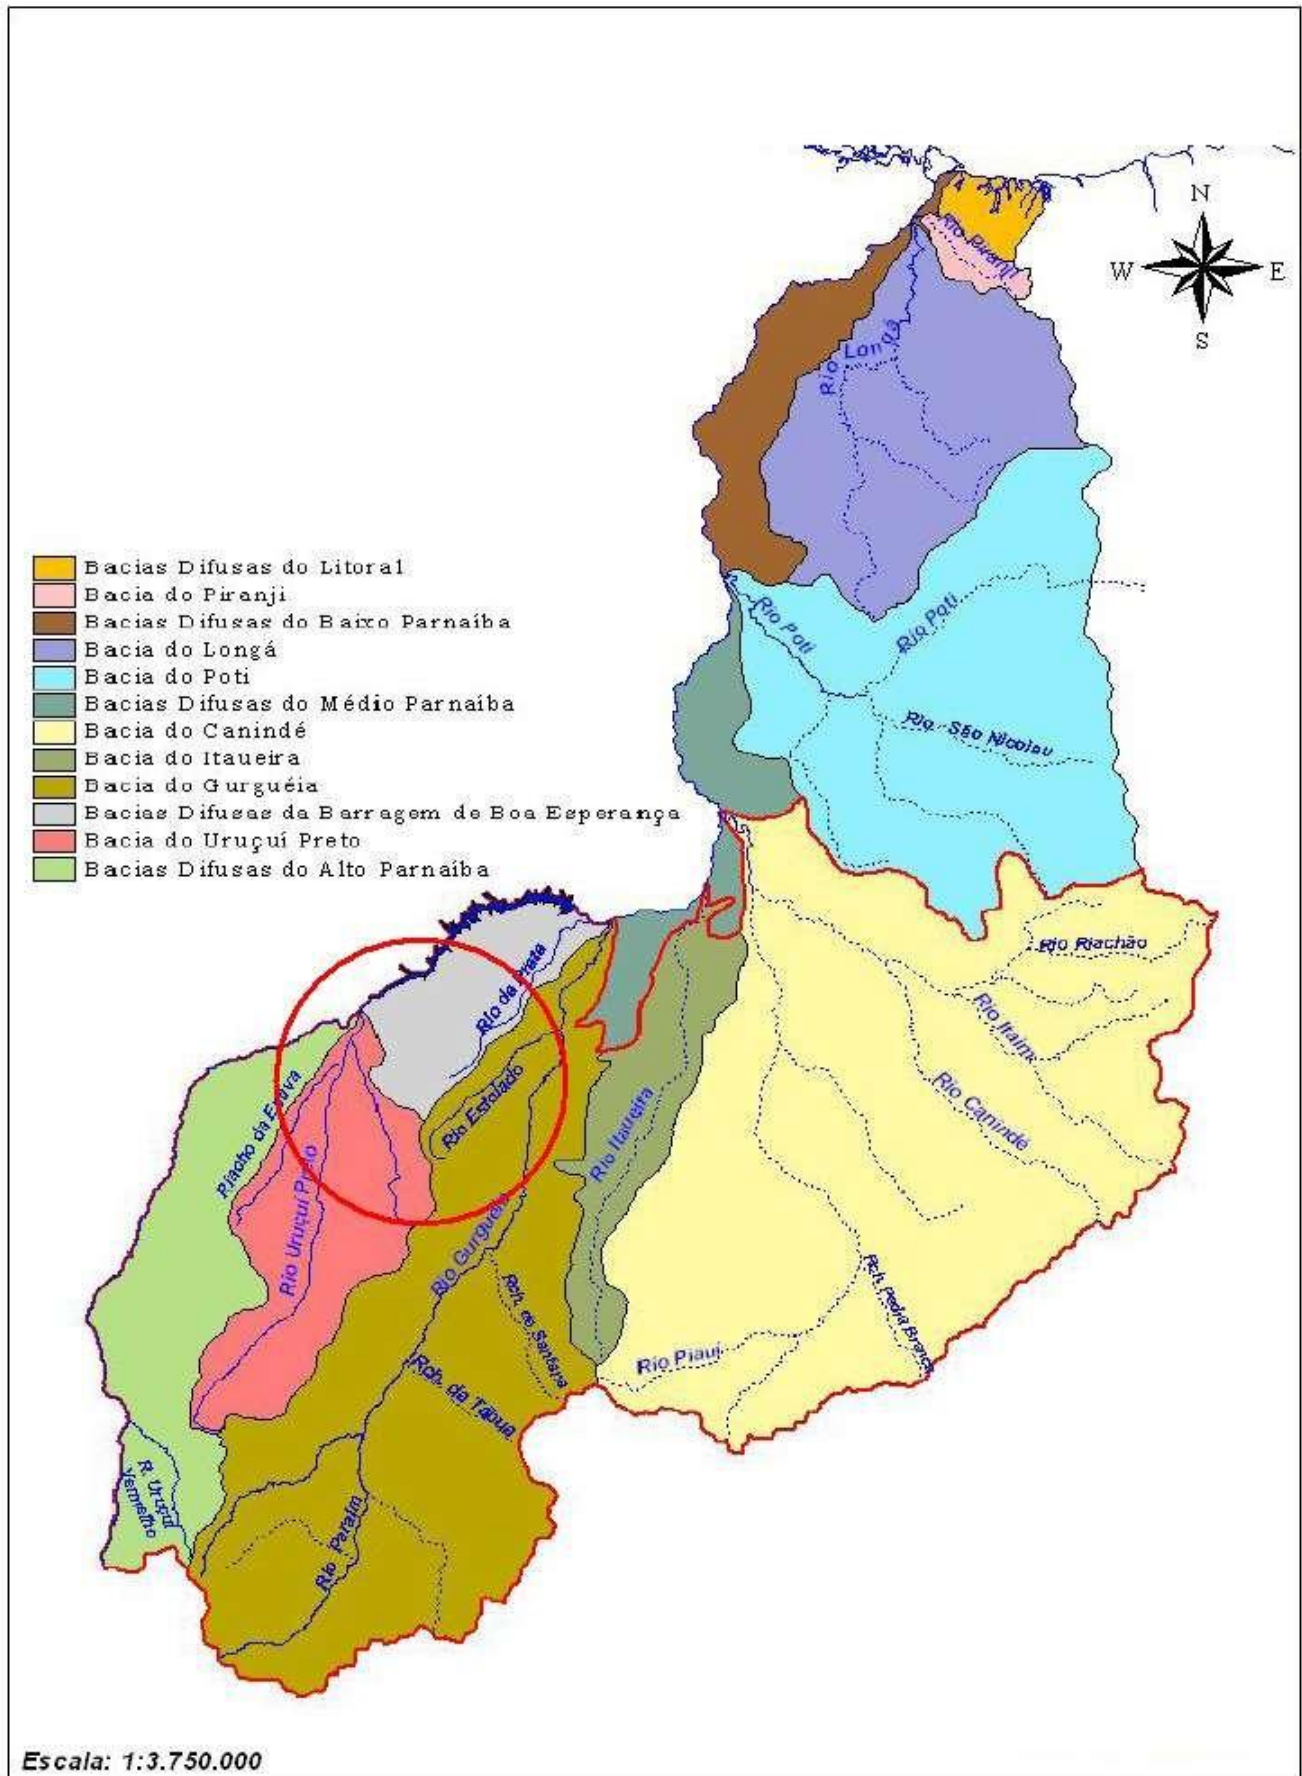 N
W E
S
Rio Piranji
Rio Longá
Bacias Difusas do Litoral
Bacia do Piranji
Bacias Difusas do Baixo Parnaíba
Bacia do Longá
Bacia do Poti
Bacias Difusas do Médio Parnaíba
Bacia do Canindé
Bacia do Itaueira
Bacia do Gurguéia
Bacias Difusas da Barragem de Boa Esperança
Bacia do Uruçuí Preto
Bacias Difusas do Alto Parnaíba
Rio Poti
Rio Poti
Rio São Nicolau
Rio Riachão
Rio da Prata
Rio Itaim
Rio Estolado
Rio Canindé
Riacho da Estiva
Rio Itaueira
Rio Uruçuí Preto
Rio Gurguéia
Rch. de Santana
Rch. Pedra Branca
Rio Piauí
Rch. da Tábua
R. Uruçuí
Vermelho
Rio Paraim
Escala: 1:3.750.000